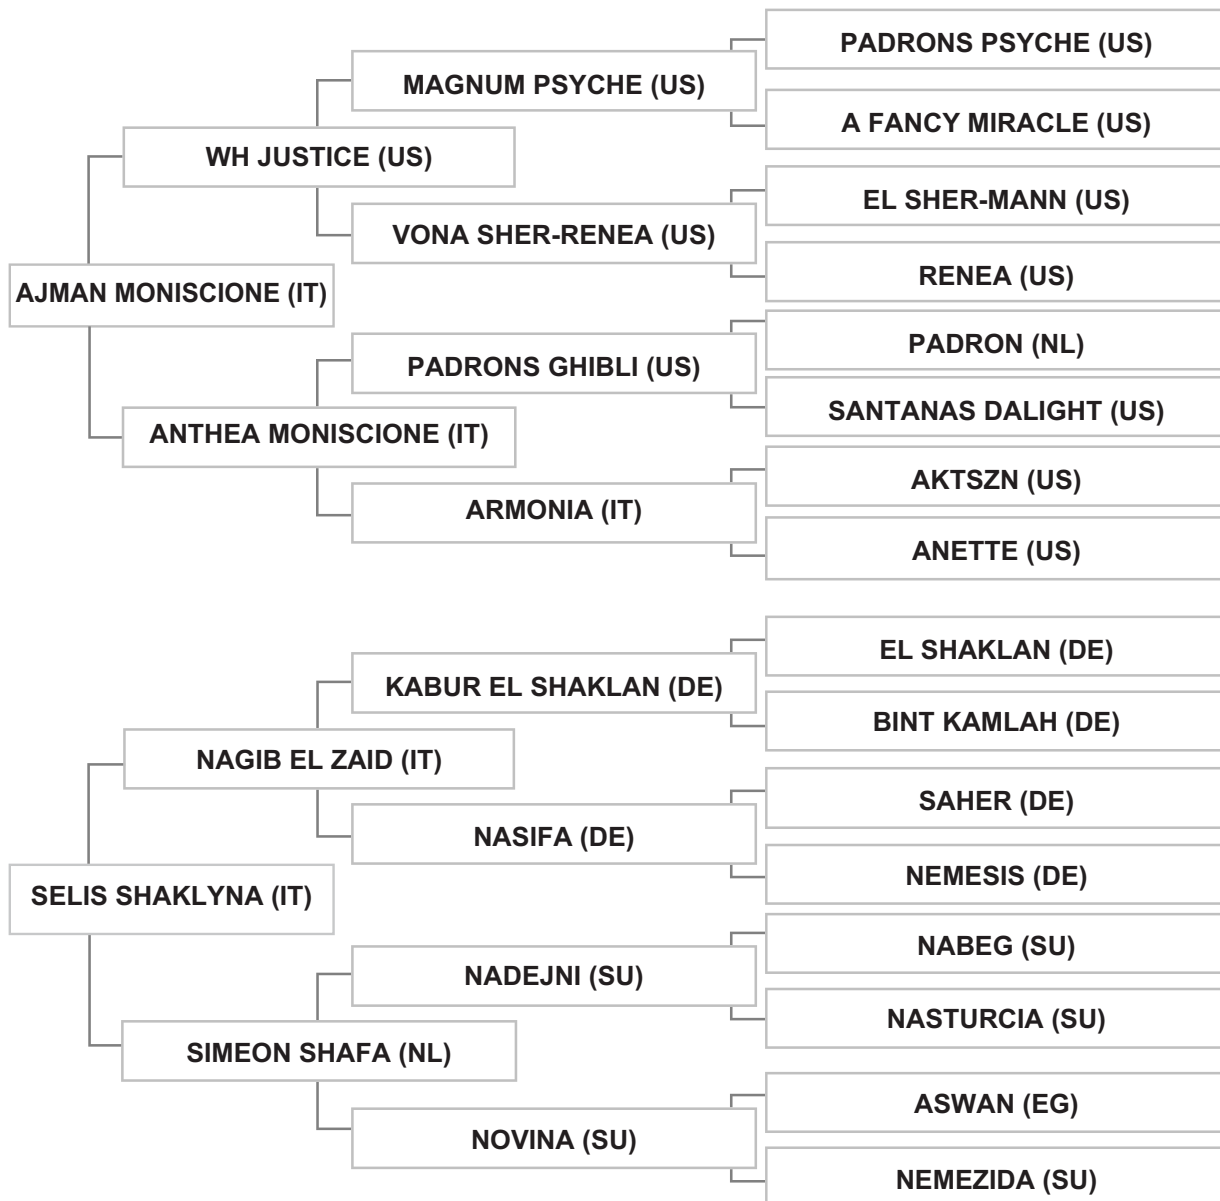 PADRONS PSYCHE (US)
MAGNUM PSYCHE (US)
A FANCY MIRACLE (US)
WH JUSTICE (US)
EL SHER-MANN (US)
VONA SHER-RENEA (US)
RENEA (US)
AJMAN MONISCIONE (IT)
PADRON (NL)
PADRONS GHIBLI (US)
SANTANAS DALIGHT (US)
ANTHEA MONISCIONE (IT)
AKTSZN (US)
ARMONIA (IT)
ANETTE (US)
EL SHAKLAN (DE)
KABUR EL SHAKLAN (DE)
BINT KAMLAH (DE)
NAGIB EL ZAID (IT)
SAHER (DE)
NASIFA (DE)
NEMESIS (DE)
SELIS SHAKLYNA (IT)
NABEG (SU)
NADEJNI (SU)
NASTURCIA (SU)
SIMEON SHAFA (NL)
ASWAN (EG)
NOVINA (SU)
NEMEZIDA (SU)